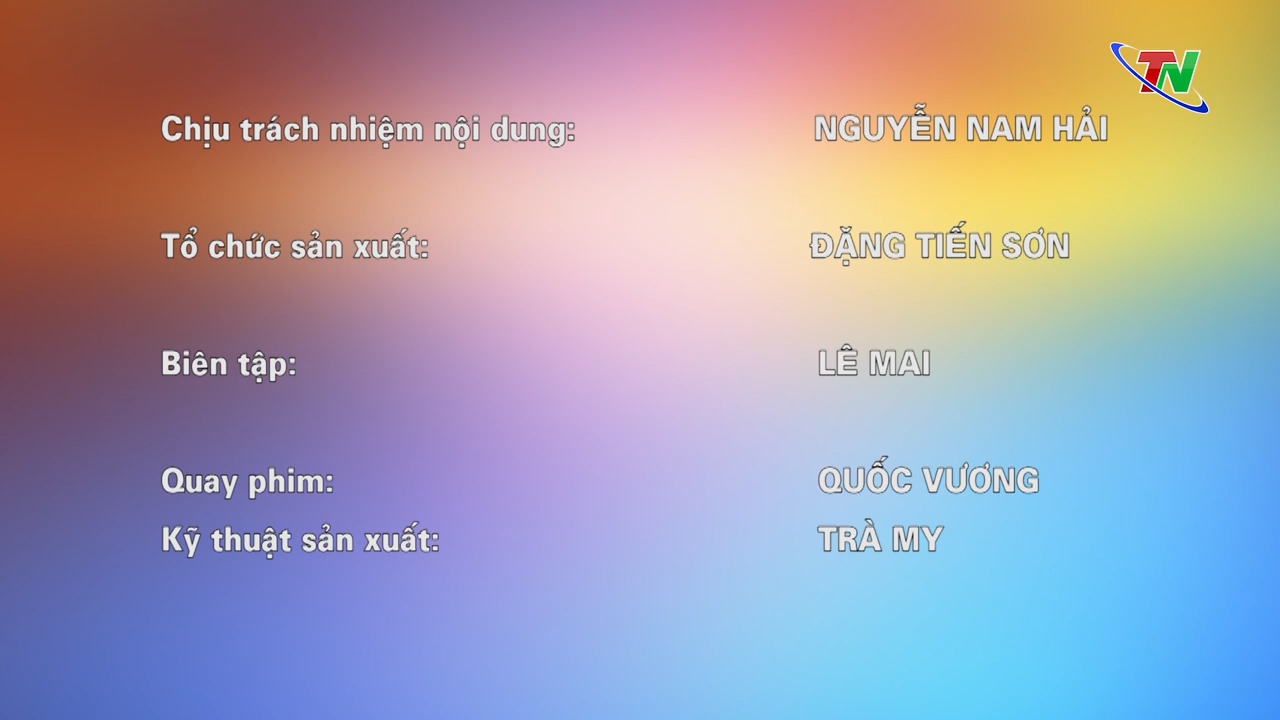 TN
Chịu trách nhiệm nội dung: NGUYỄN NAM HẢI
Tổ chức sản xuất: ĐẶNG TIẾN SƠN
Biên tập: LÊ MAI
Quay phim: QUỐC VƯƠNG
Kỹ thuật sản xuất: TRÀ MY